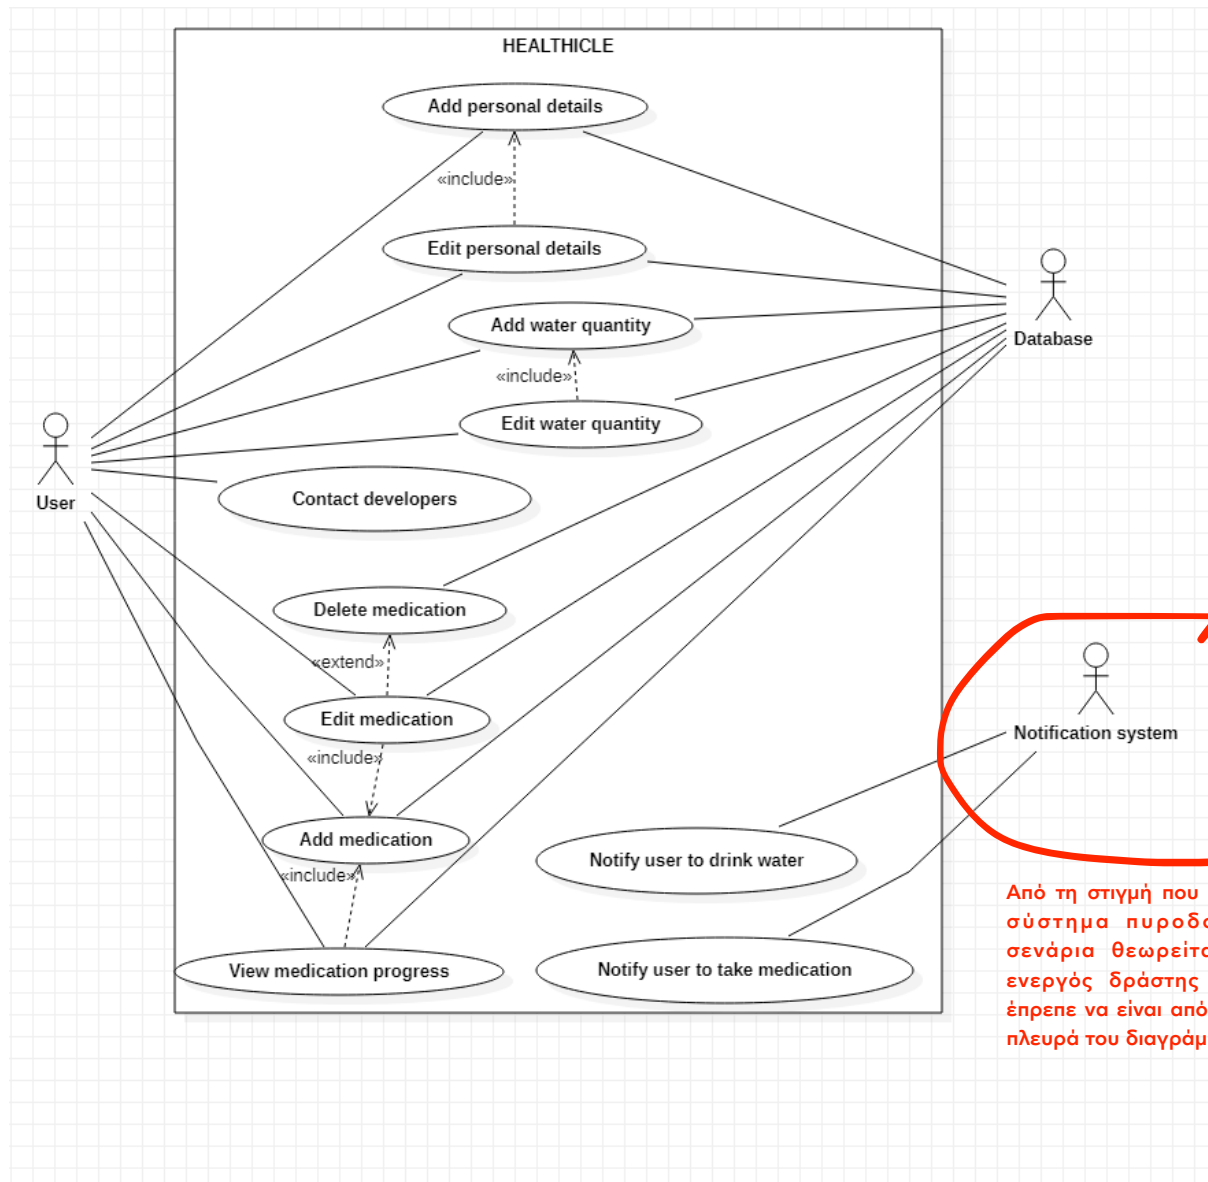 HEALTHICLE
Add personal details
«include»
Edit personal details
Add water quantity
«include»
Edit water quantity
Database
User
Contact developers
Delete medication
«extend»
Edit medication
«include»
Add medication
«include»
View medication progress
Notification system
Notify user to drink water
Notify user to take medication
Από τη στιγμή που
σύστημα
σενάρια
ενεργός δράστης
έπρεπε να είναι από
πλευρά του